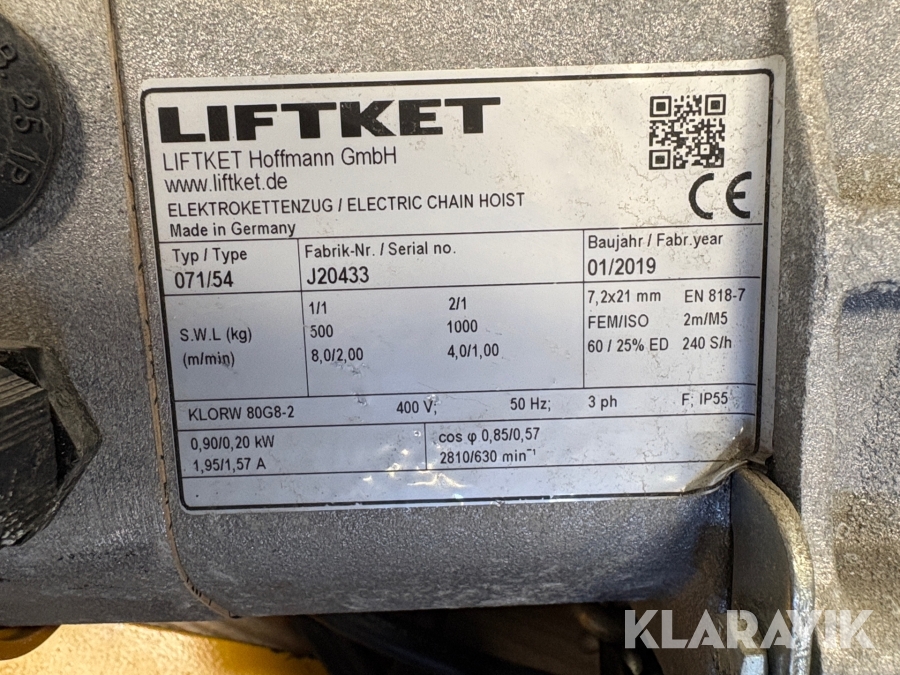 LIFTKET
LIFTKET Hoffmann GmbH
www.liftket.de
ELEKTROKETTENZUG / ELECTRIC CHAIN HOIST
Made in Germany
Typ / Type
071/54
Fabrik-Nr. / Serial no.
J20433
Baujahr / Fabr.year
01/2019
1/1 2/1
S.W.L (kg) 500 1000
(m/min) 8,0/2,00 4,0/1,00
7,2x21 mm EN 818-7
FEM/ISO 2m/M5
60 / 25% ED 240 S/h
KLORW 80G8-2 400 V; 50 Hz; 3 ph F; IP55
0,90/0,20 kW
1,95/1,57 A
cos φ 0,85/0,57
2810/630 min⁻¹
CE
KLARAVIK